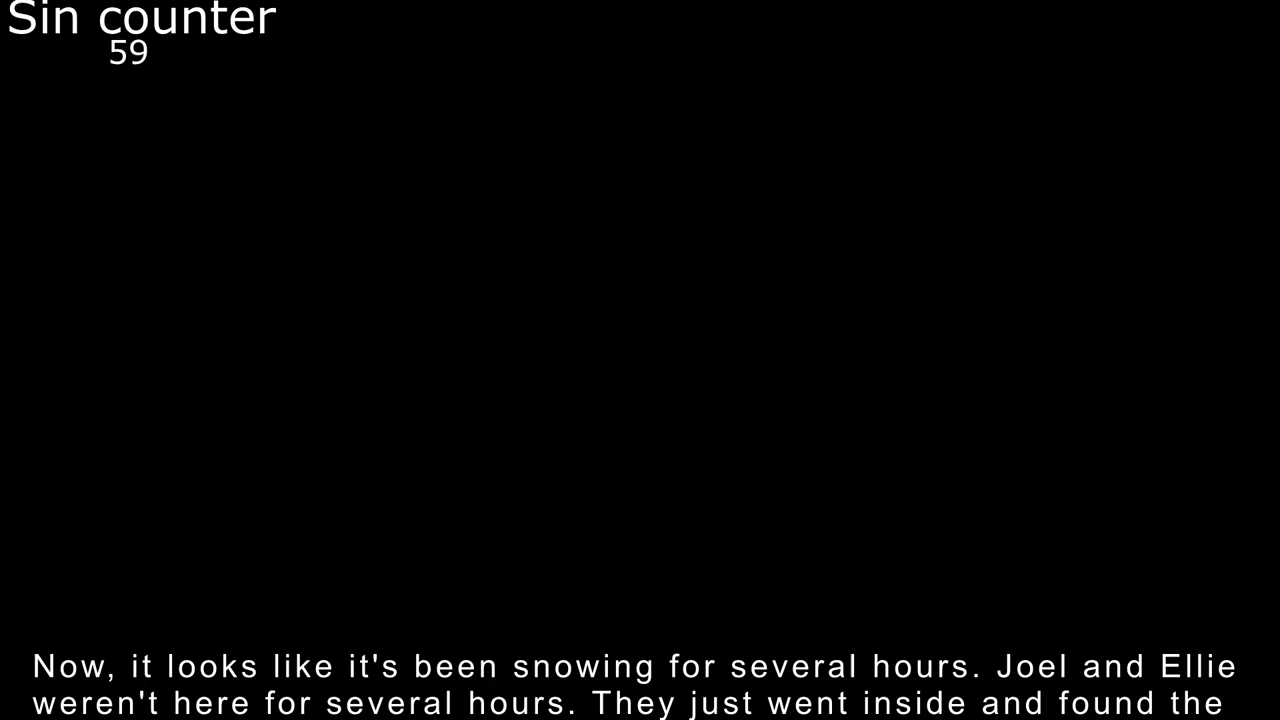 Sin counter
59
Now, it looks like it's been snowing for several hours. Joel and Ellie
weren't here for several hours. They just went inside and found the